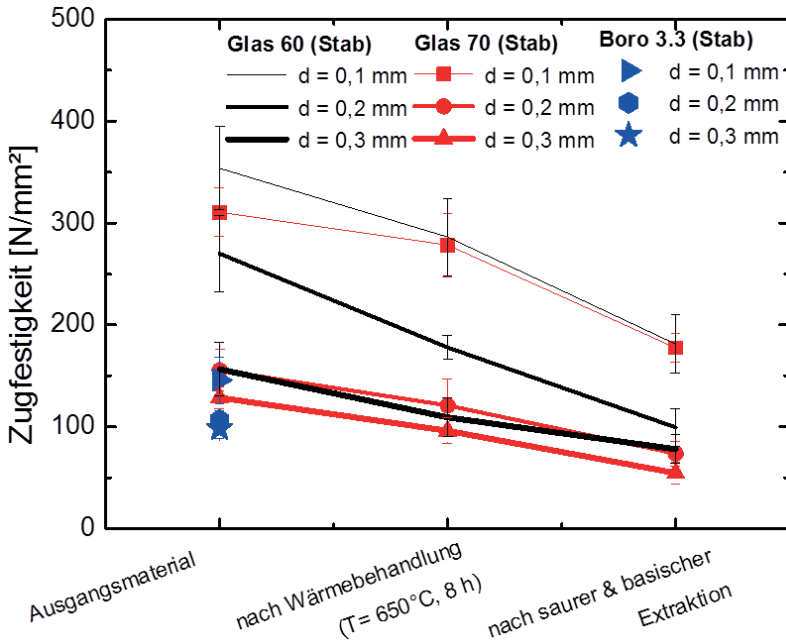 Zugfestigkeit [N/mm²]
500
400
300
200
100
0
Glas 60 (Stab) Glas 70 (Stab) Boro 3.3 (Stab)
d = 0,1 mm d = 0,1 mm d = 0,1 mm
d = 0,2 mm d = 0,2 mm d = 0,2 mm
d = 0,3 mm d = 0,3 mm d = 0,3 mm
Ausgangsmaterial
nach Wärmebehandlung
(T= 650°C, 8 h)
nach saurer & basischer
Extraktion